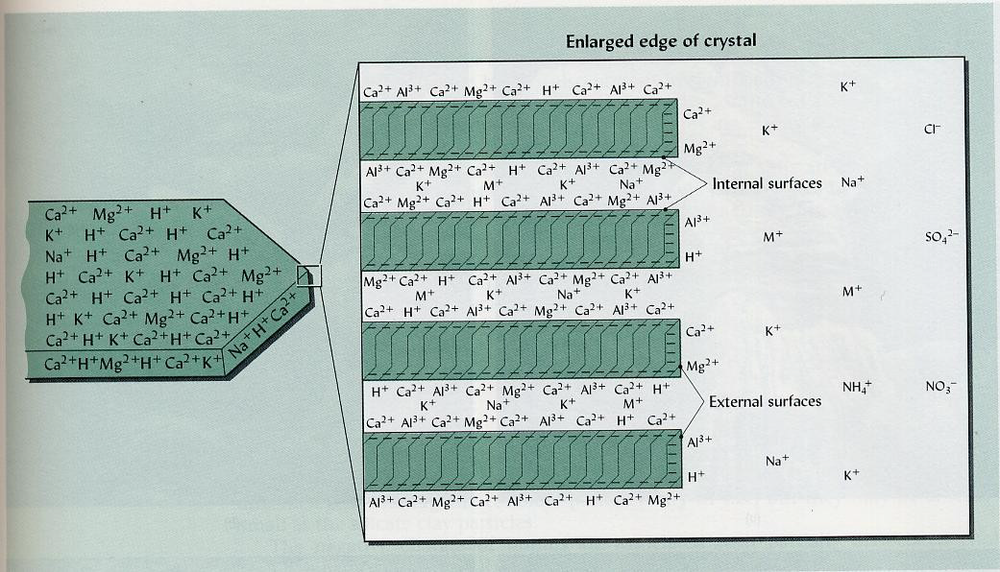 Enlarged edge of crystal
Ca²⁺ Mg²⁺ H⁺ K⁺
K⁺ H⁺ Ca²⁺ H⁺ Ca²⁺
Na⁺ H⁺ Ca²⁺ Mg²⁺ H⁺
H⁺ Ca²⁺ K⁺ H⁺ Ca²⁺ Mg²⁺
Ca²⁺ H⁺ Ca²⁺ H⁺ Ca²⁺ H⁺
H⁺ K⁺ Ca²⁺ Mg²⁺ Ca²⁺ H⁺
Ca²⁺ H⁺ K⁺ Ca²⁺ H⁺ Ca²⁺
Ca²⁺ H⁺ Mg²⁺ H⁺ Ca²⁺ K⁺
Na⁺ H⁺ Ca²⁺
Ca²⁺ Al³⁺ Ca²⁺ Mg²⁺ Ca²⁺ H⁺ Ca²⁺ Al³⁺ Ca²⁺
K⁺
Ca²⁺
K⁺
Cl⁻
Mg²⁺
Al³⁺ Ca²⁺ Mg²⁺ Ca²⁺ H⁺ Ca²⁺ Al³⁺ Ca²⁺ Mg²⁺
K⁺ M⁺ K⁺ Na⁺
Internal surfaces
Na⁺
Ca²⁺ Mg²⁺ Ca²⁺ H⁺ Ca²⁺ Al³⁺ Ca²⁺ Mg²⁺ Al³⁺
Al³⁺
M⁺
SO₄²⁻
H⁺
Mg²⁺ Ca²⁺ H⁺ Ca²⁺ Al³⁺ Ca²⁺ Mg²⁺ Ca²⁺ Al³⁺
M⁺ K⁺ Na⁺ K⁺
M⁺
Ca²⁺ H⁺ Ca²⁺ Al³⁺ Ca²⁺ Mg²⁺ Ca²⁺ Al³⁺ Ca²⁺
Ca²⁺
K⁺
Mg²⁺
H⁺ Ca²⁺ Al³⁺ Ca²⁺ Mg²⁺ Ca²⁺ Al³⁺ Ca²⁺ H⁺
NH₄⁺
NO₃⁻
K⁺ Na⁺ K⁺ M⁺
External surfaces
Ca²⁺ Al³⁺ Ca²⁺ Mg²⁺ Ca²⁺ Al³⁺ Ca²⁺ H⁺ Ca²⁺
Al³⁺
Na⁺
H⁺
K⁺
Al³⁺ Ca²⁺ Mg²⁺ Ca²⁺ Al³⁺ Ca²⁺ H⁺ Ca²⁺ Mg²⁺